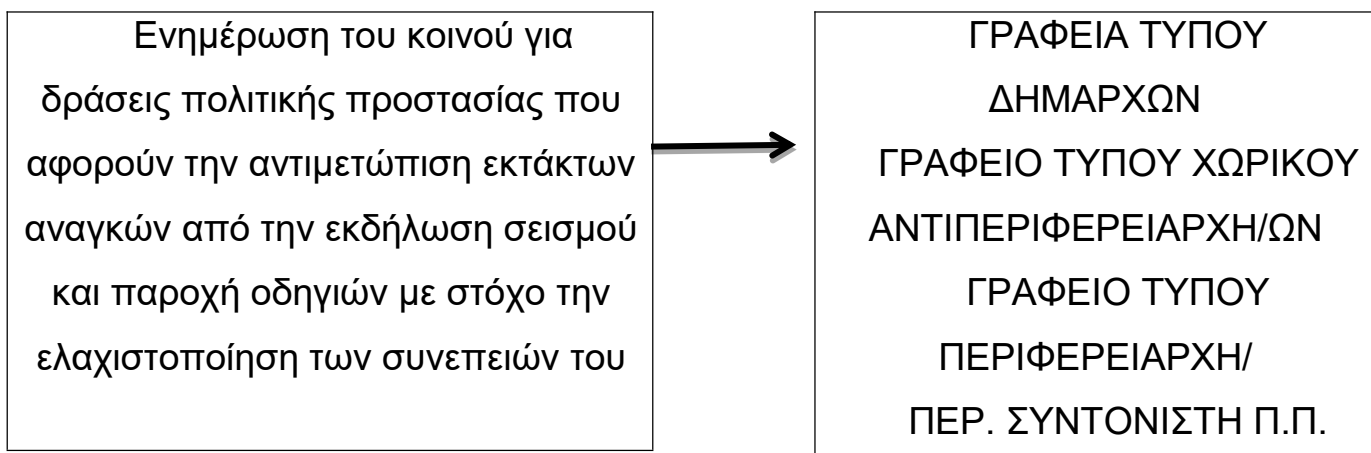 Ενημέρωση του κοινού για
δράσεις πολιτικής προστασίας που
αφορούν την αντιμετώπιση εκτάκτων
αναγκών από την εκδήλωση σεισμού
και παροχή οδηγιών με στόχο την
ελαχιστοποίηση των συνεπειών του
ΓΡΑΦΕΙΑ ΤΥΠΟΥ
ΔΗΜΑΡΧΩΝ
ΓΡΑΦΕΙΟ ΤΥΠΟΥ ΧΩΡΙΚΟΥ
ΑΝΤΙΠΕΡΙΦΕΡΕΙΑΡΧΗ/ΩΝ
ΓΡΑΦΕΙΟ ΤΥΠΟΥ
ΠΕΡΙΦΕΡΕΙΑΡΧΗ/
ΠΕΡ. ΣΥΝΤΟΝΙΣΤΗ Π.Π.